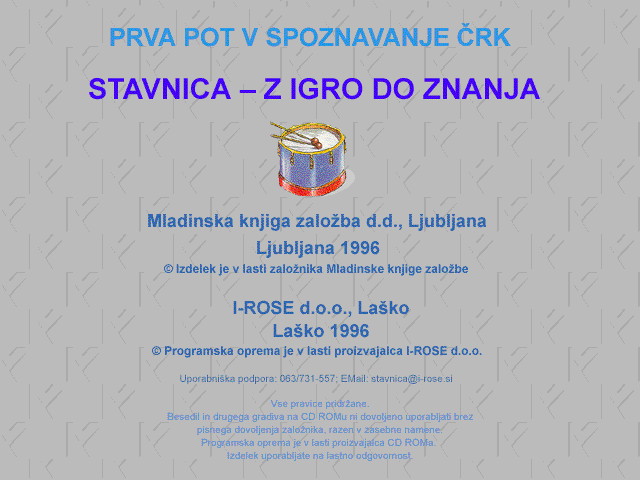 PRVA POT V SPOZNAVANJE ČRK
STAVNICA – Z IGRO DO ZNANJA
Mladinska knjiga založba d.d., Ljubljana
Ljubljana 1996
© Izdelek je v lasti založnika Mladinske knjige založbe
I-ROSE d.o.o., Laško
Laško 1996
© Programska oprema je v lasti proizvajalca I-ROSE d.o.o.
Uporabniška podpora: 063/731-557; EMail: stavnica@i-rose.si
Vse pravice pridržane.
Besedil in drugega gradiva na CD ROMu ni dovoljeno uporabljati brez
pisnega dovoljenja založnika, razen v zasebne namene.
Programska oprema je v lasti proizvajalca CD ROMa.
Izdelek uporabljate na lastno odgovornost.